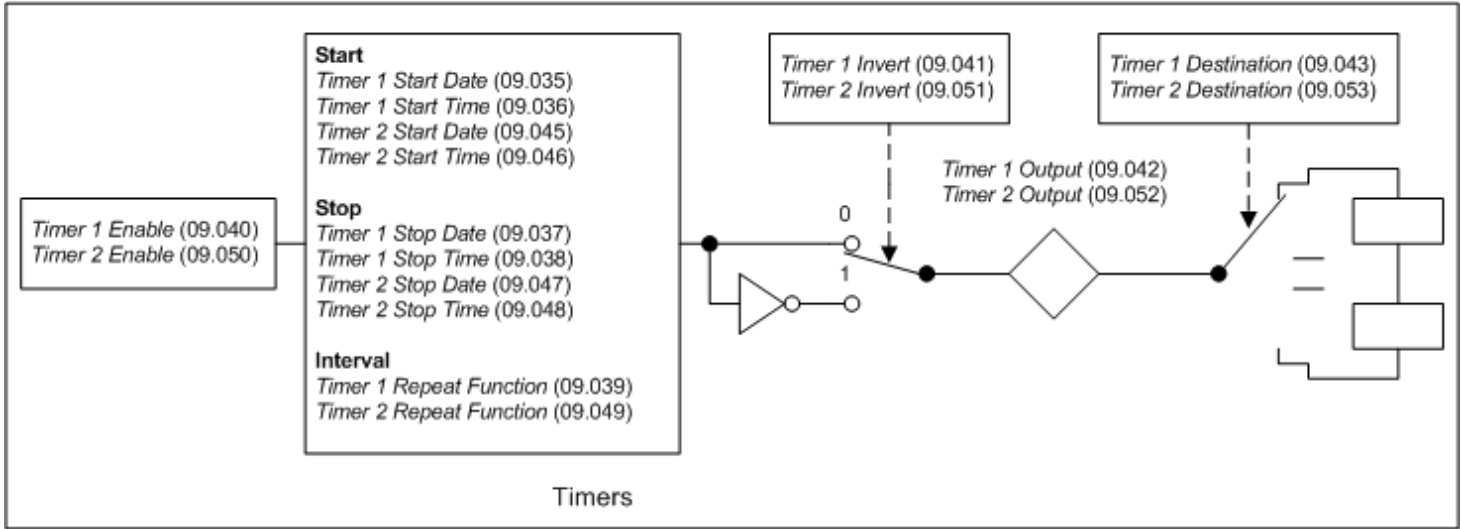 Timer 1 Enable (09.040)
Timer 2 Enable (09.050)
Start
Timer 1 Start Date (09.035)
Timer 1 Start Time (09.036)
Timer 2 Start Date (09.045)
Timer 2 Start Time (09.046)
Stop
Timer 1 Stop Date (09.037)
Timer 1 Stop Time (09.038)
Timer 2 Stop Date (09.047)
Timer 2 Stop Time (09.048)
Interval
Timer 1 Repeat Function (09.039)
Timer 2 Repeat Function (09.049)
Timer 1 Invert (09.041)
Timer 2 Invert (09.051)
0
1
Timer 1 Output (09.042)
Timer 2 Output (09.052)
Timer 1 Destination (09.043)
Timer 2 Destination (09.053)
Timers